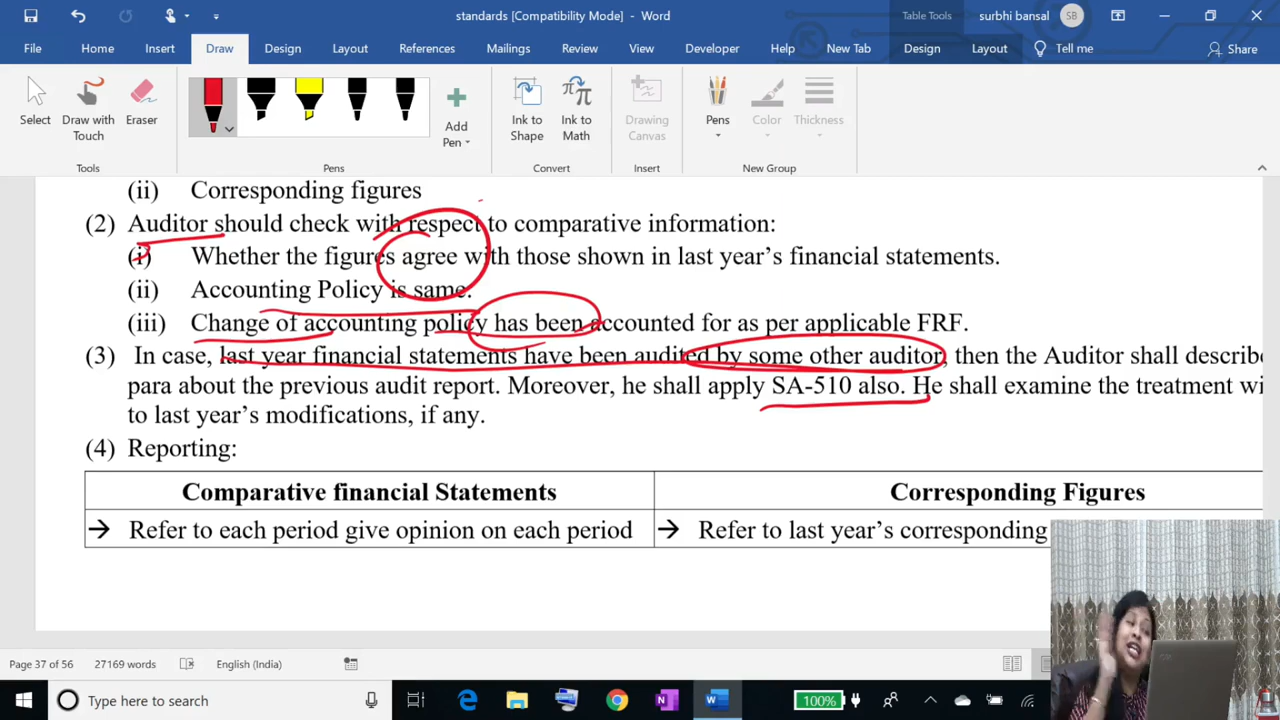 standards [Compatibility Mode] - Word
Table Tools
surbhi bansal
SB
File
Home
Insert
Draw
Design
Layout
References
Mailings
Review
View
Developer
Help
New Tab
Design
Layout
Tell me
Share
Select
Draw with Touch
Eraser
Add Pen
Ink to Shape
Ink to Math
Drawing Canvas
Pens
Color
Thickness
Tools
Pens
Convert
Insert
New Group
(ii) Corresponding figures
(2) Auditor should check with respect to comparative information:
(i) Whether the figures agree with those shown in last year's financial statements.
(ii) Accounting Policy is same.
(iii) Change of accounting policy has been accounted for as per applicable FRF.
(3) In case, last year financial statements have been audited by some other auditor, then the Auditor shall describe
para about the previous audit report. Moreover, he shall apply SA-510 also. He shall examine the treatment wi
to last year's modifications, if any.
(4) Reporting:
Comparative financial Statements
Corresponding Figures
→ Refer to each period give opinion on each period
→ Refer to last year's corresponding
Page 37 of 56
27169 words
English (India)
Type here to search
100%